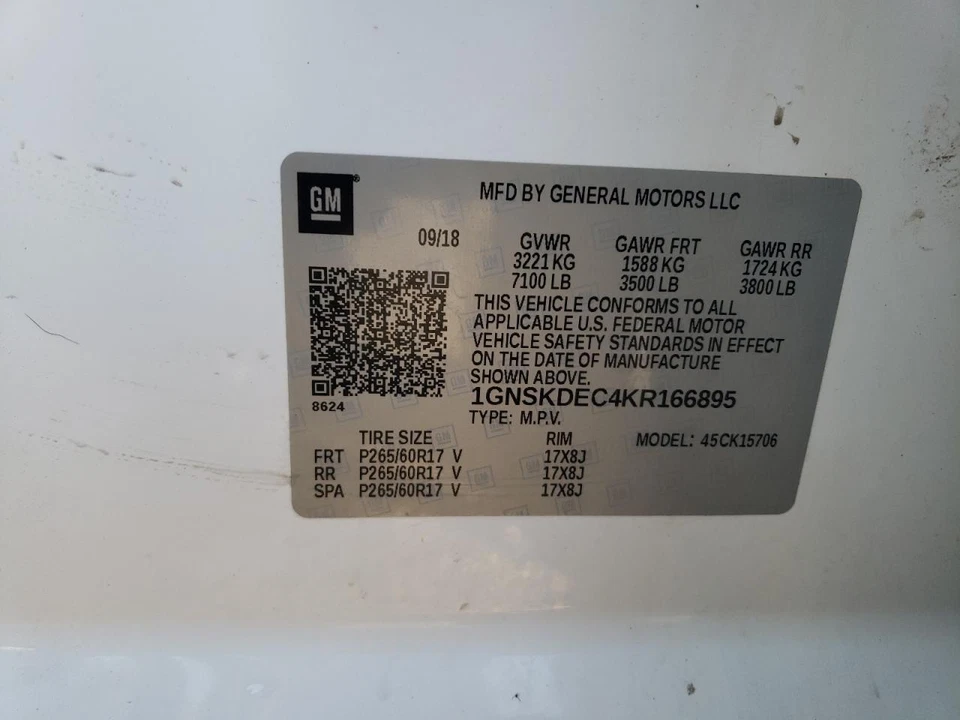 GM
MFD BY GENERAL MOTORS LLC
09/18
GVWR GAWR FRT GAWR RR
3221 KG 1588 KG 1724 KG
7100 LB 3500 LB 3800 LB
THIS VEHICLE CONFORMS TO ALL
APPLICABLE U.S. FEDERAL MOTOR
VEHICLE SAFETY STANDARDS IN EFFECT
ON THE DATE OF MANUFACTURE
SHOWN ABOVE.
8624
1GNSKDEC4KR166895
TYPE: M.P.V.
TIRE SIZE RIM MODEL: 45CK15706
FRT P265/60R17 V 17X8J
RR P265/60R17 V 17X8J
SPA P265/60R17 V 17X8J